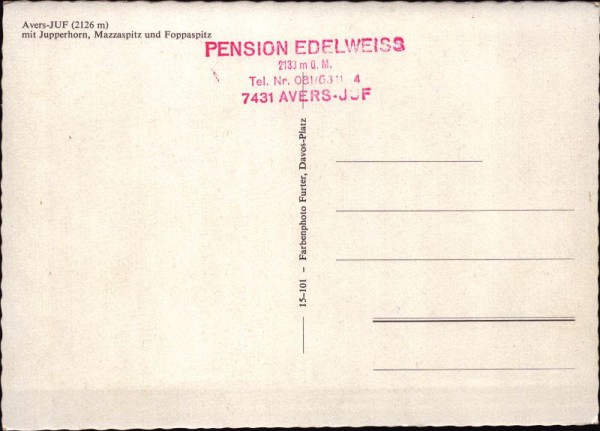 Avers-JUF (2126 m)
mit Jupperhorn, Mazzaspitz und Foppaspitz
PENSION EDELWEISS
2133 m ü. M.
Tel. Nr. 4
7431 AVERS-JUF
15-101 – Farbenphoto Furter, Davos-Platz